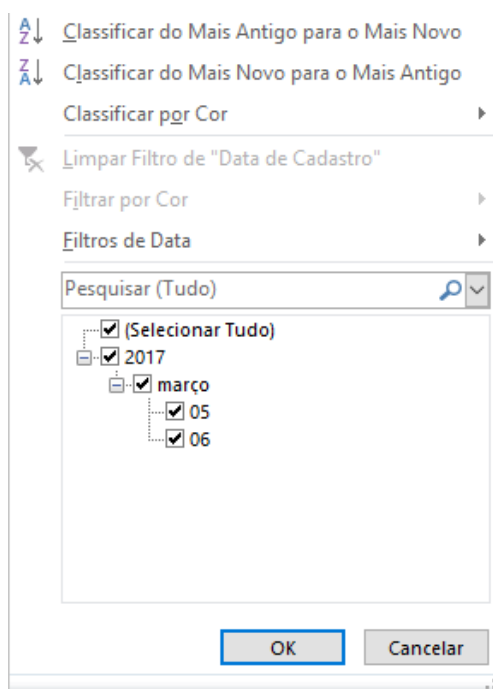 Classificar do Mais Antigo para o Mais Novo
Classificar do Mais Novo para o Mais Antigo
Classificar por Cor
Limpar Filtro de "Data de Cadastro"
Filtrar por Cor
Filtros de Data
Pesquisar (Tudo)
(Selecionar Tudo)
2017
março
05
06
OK Cancelar